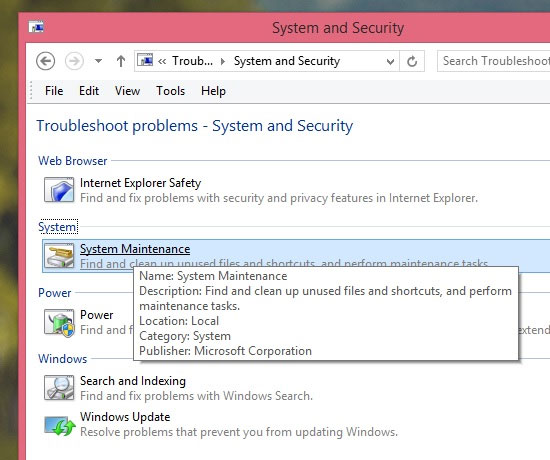 System and Security
Troub... System and Security
Search Troubleshoot
File Edit View Tools Help
Troubleshoot problems - System and Security
Web Browser
Internet Explorer Safety
Find and fix problems with security and privacy features in Internet Explorer.
System
System Maintenance
Find and clean up unused files and shortcuts, and perform maintenance tasks.
Name: System Maintenance
Description: Find and clean up unused files and shortcuts, and perform
maintenance tasks.
Location: Local
Category: System
Publisher: Microsoft Corporation
Power
Power
Find and f
extend
Windows
Search and Indexing
Find and fix problems with Windows Search.
Windows Update
Resolve problems that prevent you from updating Windows.